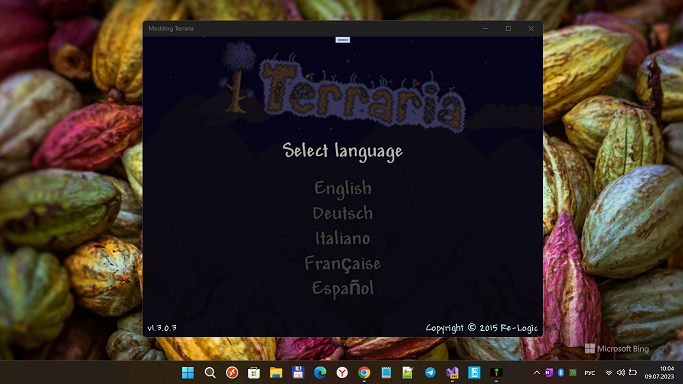 Modding Terraria
Terraria
Select language
English
Deutsch
Italiano
Française
Español
v1.3.0.3
Copyright © 2015 Re-Logic
Microsoft Bing
РУС
10:04
09.07.2023